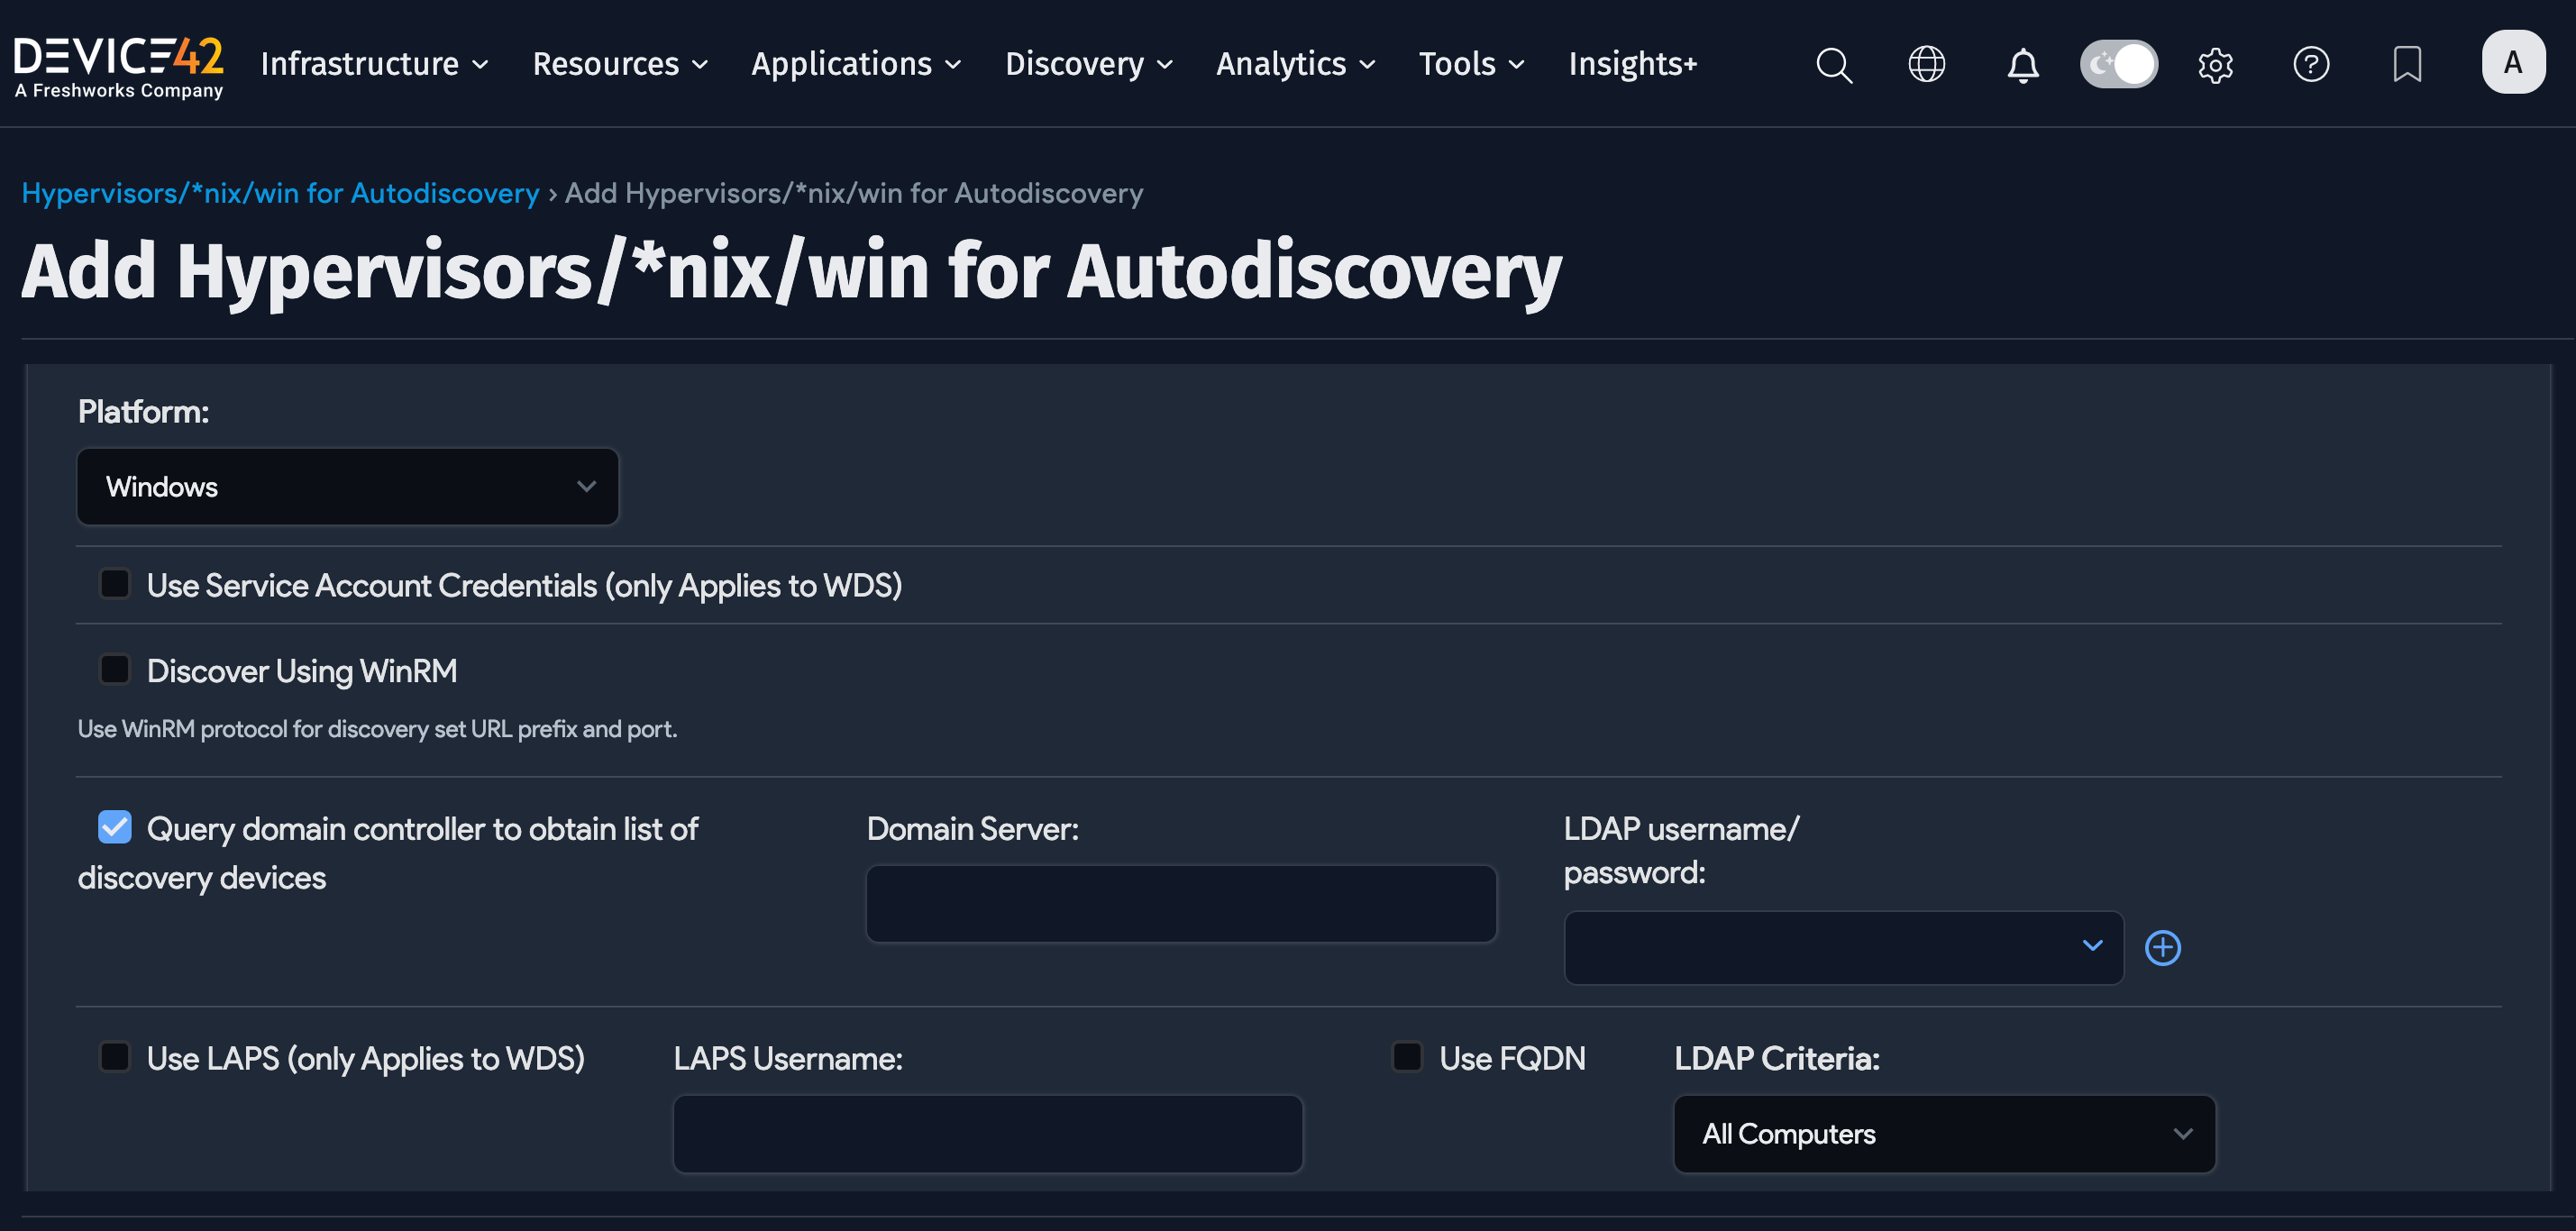 DEVICE42
A Freshworks Company
Infrastructure Resources Applications Discovery Analytics Tools Insights+
A
Hypervisors/*nix/win for Autodiscovery › Add Hypervisors/*nix/win for Autodiscovery
Add Hypervisors/*nix/win for Autodiscovery
Platform:
Windows
Use Service Account Credentials (only Applies to WDS)
Discover Using WinRM
Use WinRM protocol for discovery set URL prefix and port.
Query domain controller to obtain list of
discovery devices
Domain Server:
LDAP username/
password:
Use LAPS (only Applies to WDS)
LAPS Username:
Use FQDN
LDAP Criteria:
All Computers